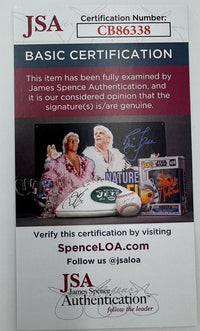 JSA
Certification Number:
CB86338
BASIC CERTIFICATION
This item has been fully examined by
James Spence Authentication, and
it is our considered opinion that the
signature(s) is/are genuine.
NATURE
JETS
Verify this certification by visiting
SpenceLOA.com
Follow us @jsaloa
JSA
James Spence
Authentication
follow the leader